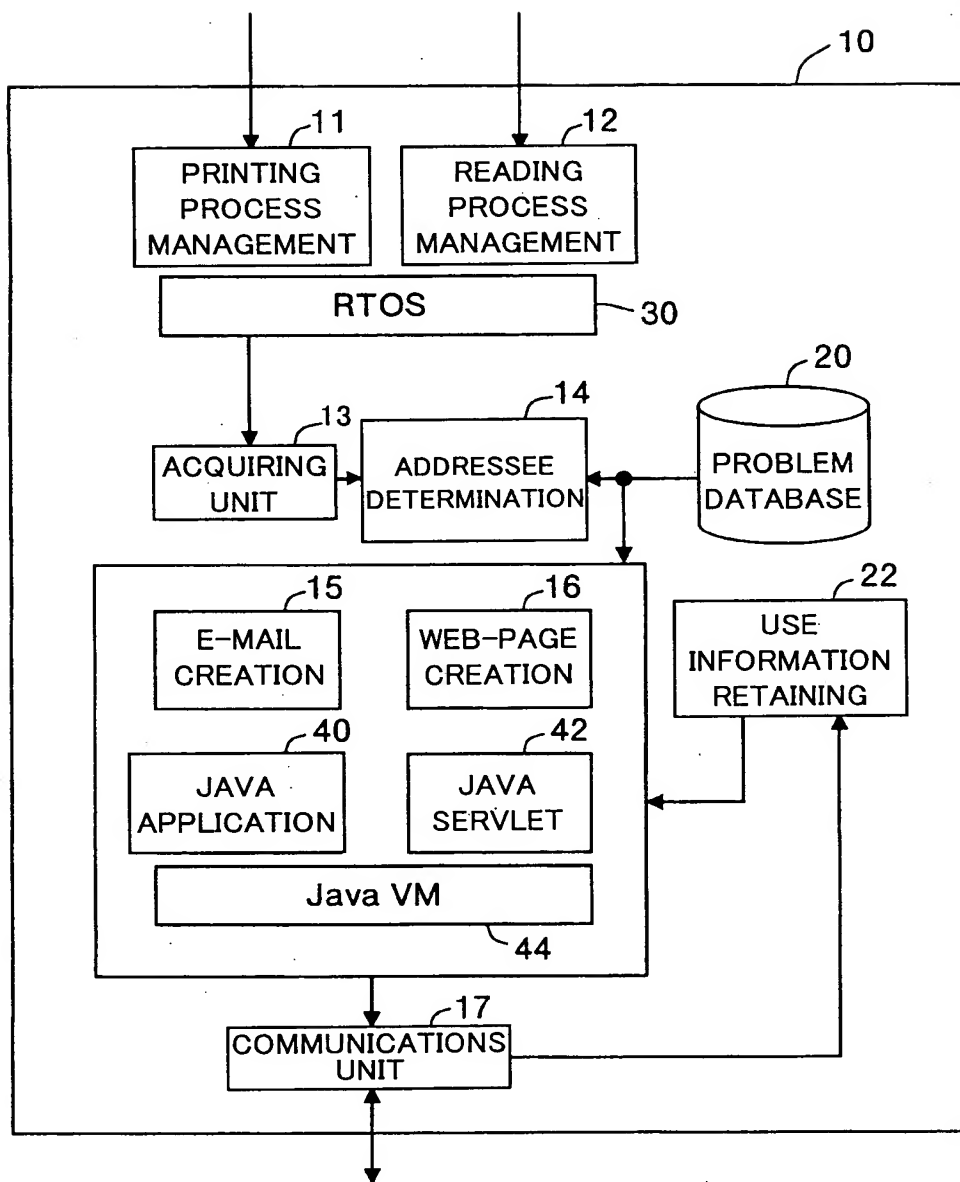 10
11
12
PRINTING
PROCESS
MANAGEMENT
READING
PROCESS
MANAGEMENT
RTOS
30
20
14
13
ACQUIRING
UNIT
ADDRESSEE
DETERMINATION
PROBLEM
DATABASE
15
16
22
E-MAIL
CREATION
WEB-PAGE
CREATION
USE
INFORMATION
RETAINING
40
42
JAVA
APPLICATION
JAVA
SERVLET
Java VM
44
17
COMMUNICATIONS
UNIT